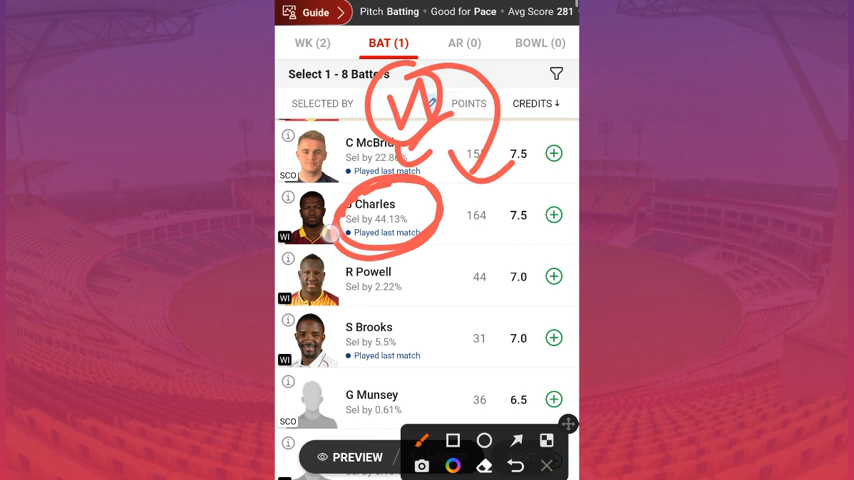 Guide Pitch Batting • Good for Pace • Avg Score 281
WK (2) BAT (1) AR (0) BOWL (0)
Select 1 - 8 Batters
SELECTED BY POINTS CREDITS↓
C McBri
Sel by 22.8
Played last match
SCO 7.5
J Charles
Sel by 44.13%
Played last match
WI 164 7.5
R Powell
Sel by 2.22%
WI 44 7.0
S Brooks
Sel by 5.5%
Played last match
WI 31 7.0
G Munsey
Sel by 0.61%
SCO 36 6.5
PREVIEW